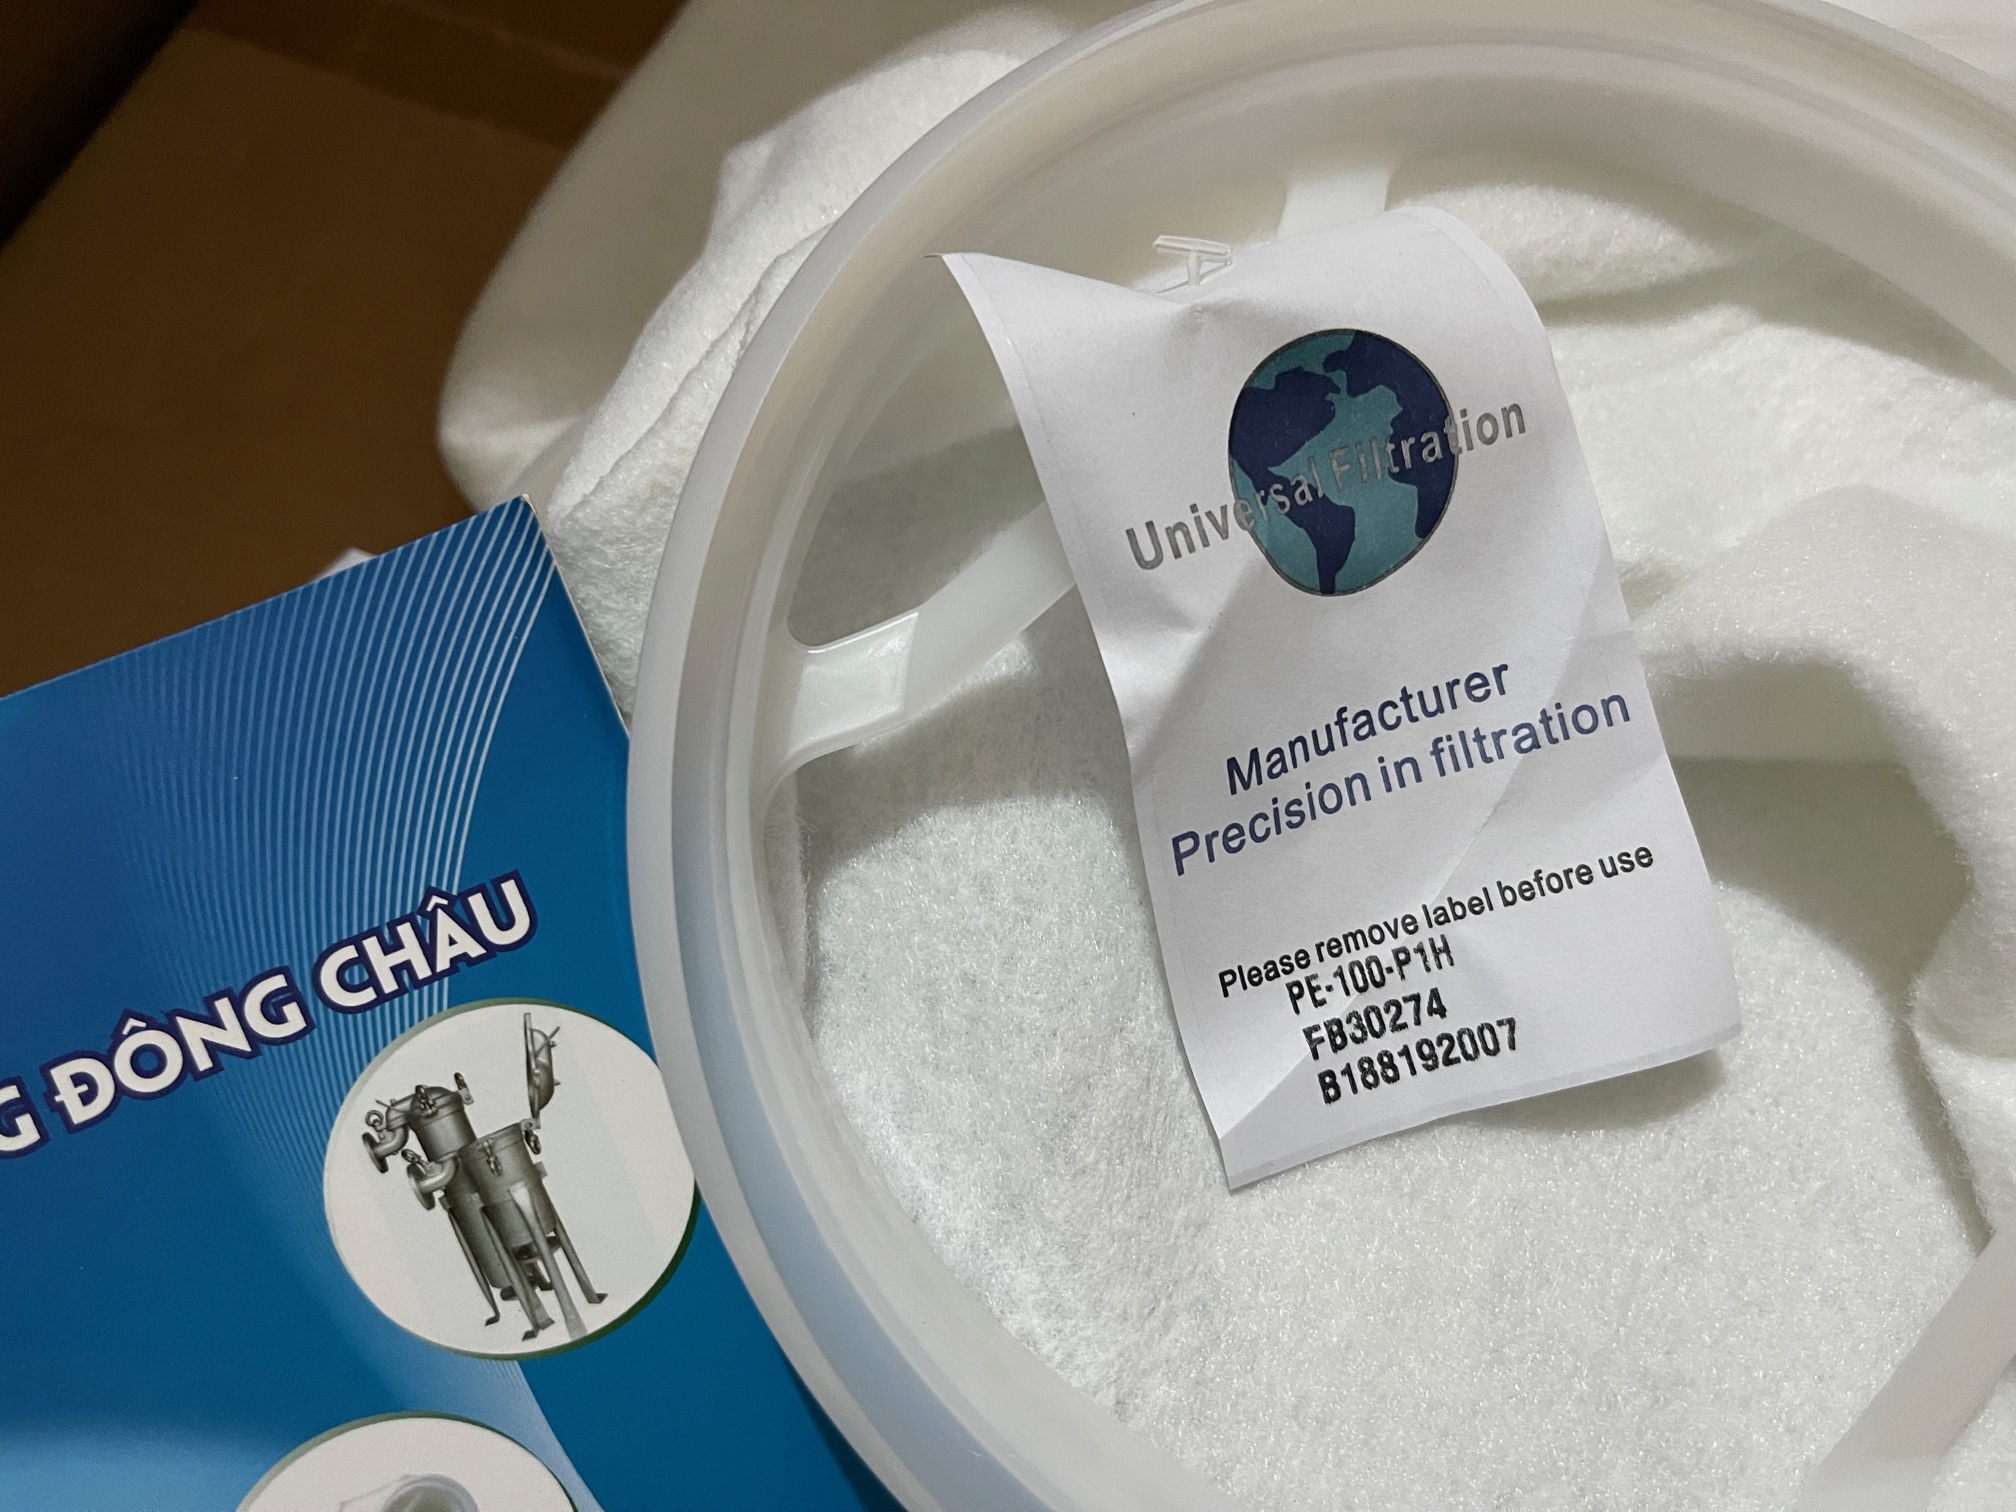 Universal Filtration
Manufacturer
Precision in filtration
Please remove label before use
PE-100-P1H
FB30274
B188192007
G ĐÔNG CHÂU